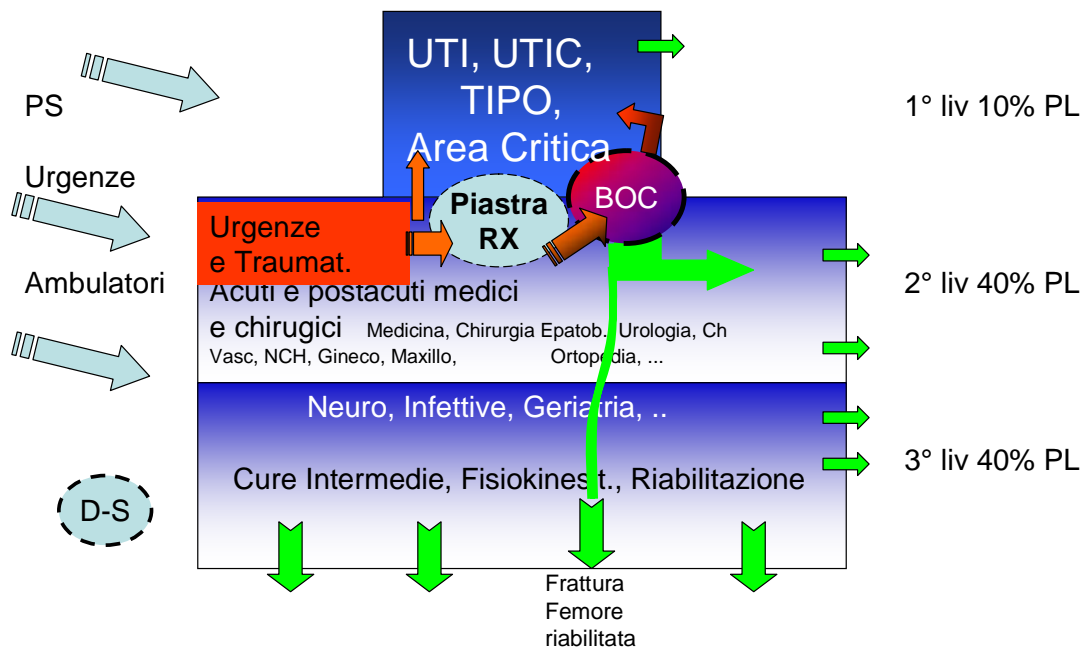 UTI, UTIC,
TIPO,
Area Critica
PS
Urgenze
Ambulatori
1° liv 10% PL
Piastra
RX
BOC
Urgenze
e Traumat.
2° liv 40% PL
Acuti e postacuti medici
e chirugici Medicina, Chirurgia Epatob., Urologia, Ch
Vasc, NCH, Gineco, Maxillo, Ortopedia, ...
Neuro, Infettive, Geriatria, ..
3° liv 40% PL
Cure Intermedie, Fisiokinesit., Riabilitazione
D-S
Frattura
Femore
riabilitata